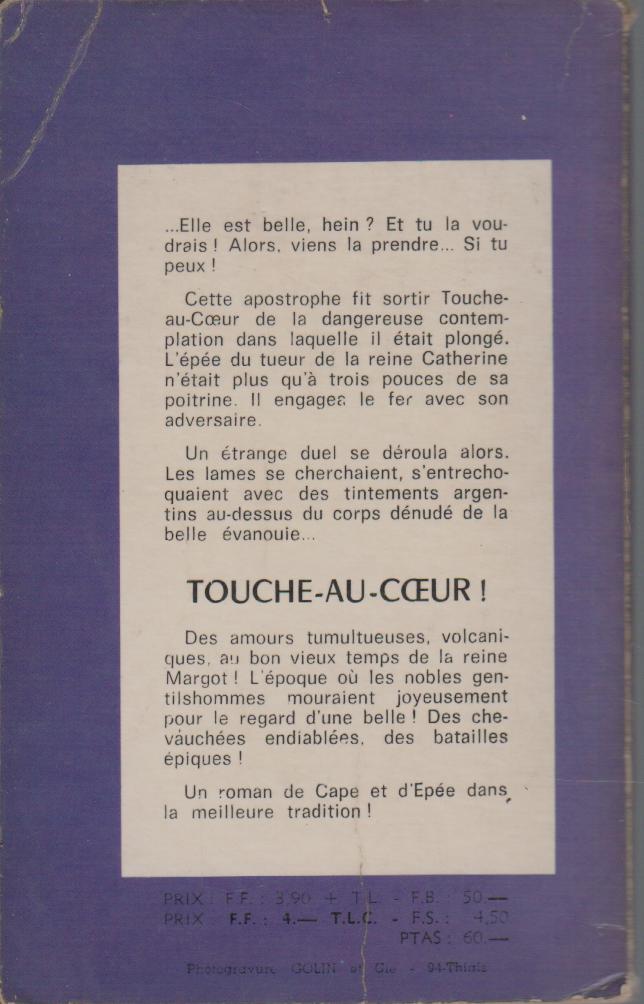 ...Elle est belle, hein ? Et tu la vou-
drais ! Alors, viens la prendre... Si tu
peux !
Cette apostrophe fit sortir Touche-
au-Cœur de la dangereuse contem-
plation dans laquelle il était plongé.
L'épée du tueur de la reine Catherine
n'était plus qu'à trois pouces de sa
poitrine. Il engagea le fer avec son
adversaire.
Un étrange duel se déroula alors.
Les lames se cherchaient, s'entrecho-
quaient avec des tintements argen-
tins au-dessus du corps dénudé de la
belle évanouie...
TOUCHE-AU-CŒUR !
Des amours tumultueuses, volcani-
ques, au bon vieux temps de la reine
Margot ! L'époque où les nobles gen-
tilshommes mouraient joyeusement
pour le regard d'une belle ! Des che-
vauchées endiablées, des batailles
épiques !
Un roman de Cape et d'Epée dans
la meilleure tradition !
PRIX : F.F. : 3,90 + T.L. - F.B. : 50.—
PRIX : F.F. : 4.— T.L.C. - F.S. : 4,50
PTAS : 60.—
Photogravure GOLIN et Cie - 94-Thiais